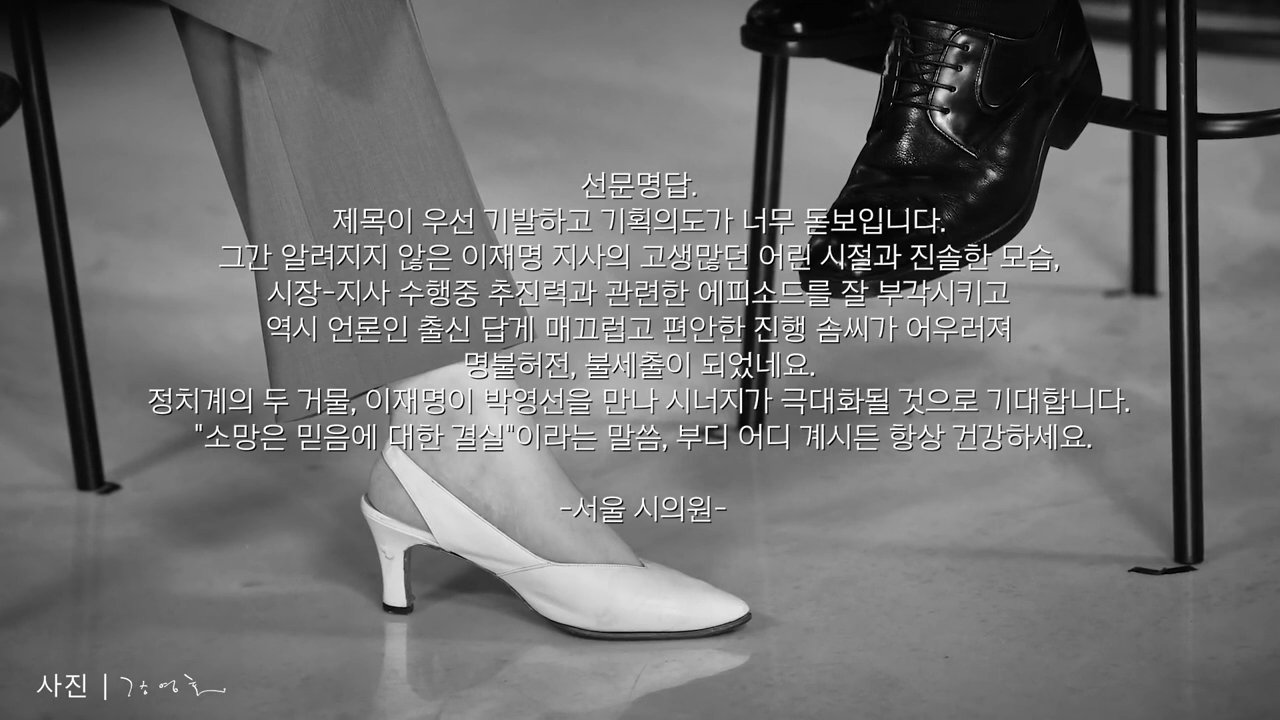 선문명답.
제목이 우선 기발하고 기획의도가 너무 돋보입니다.
그간 알려지지 않은 이재명 지사의 고생많던 어린 시절과 진솔한 모습,
시장-지사 수행중 추진력과 관련한 에피소드를 잘 부각시키고
역시 언론인 출신 답게 매끄럽고 편안한 진행 솜씨가 어우러져
명불허전, 불세출이 되었네요.
정치계의 두 거물, 이재명이 박영선을 만나 시너지가 극대화될 것으로 기대합니다.
"소망은 믿음에 대한 결실"이라는 말씀, 부디 어디 계시든 항상 건강하세요.
-서울 시의원-
사진 |